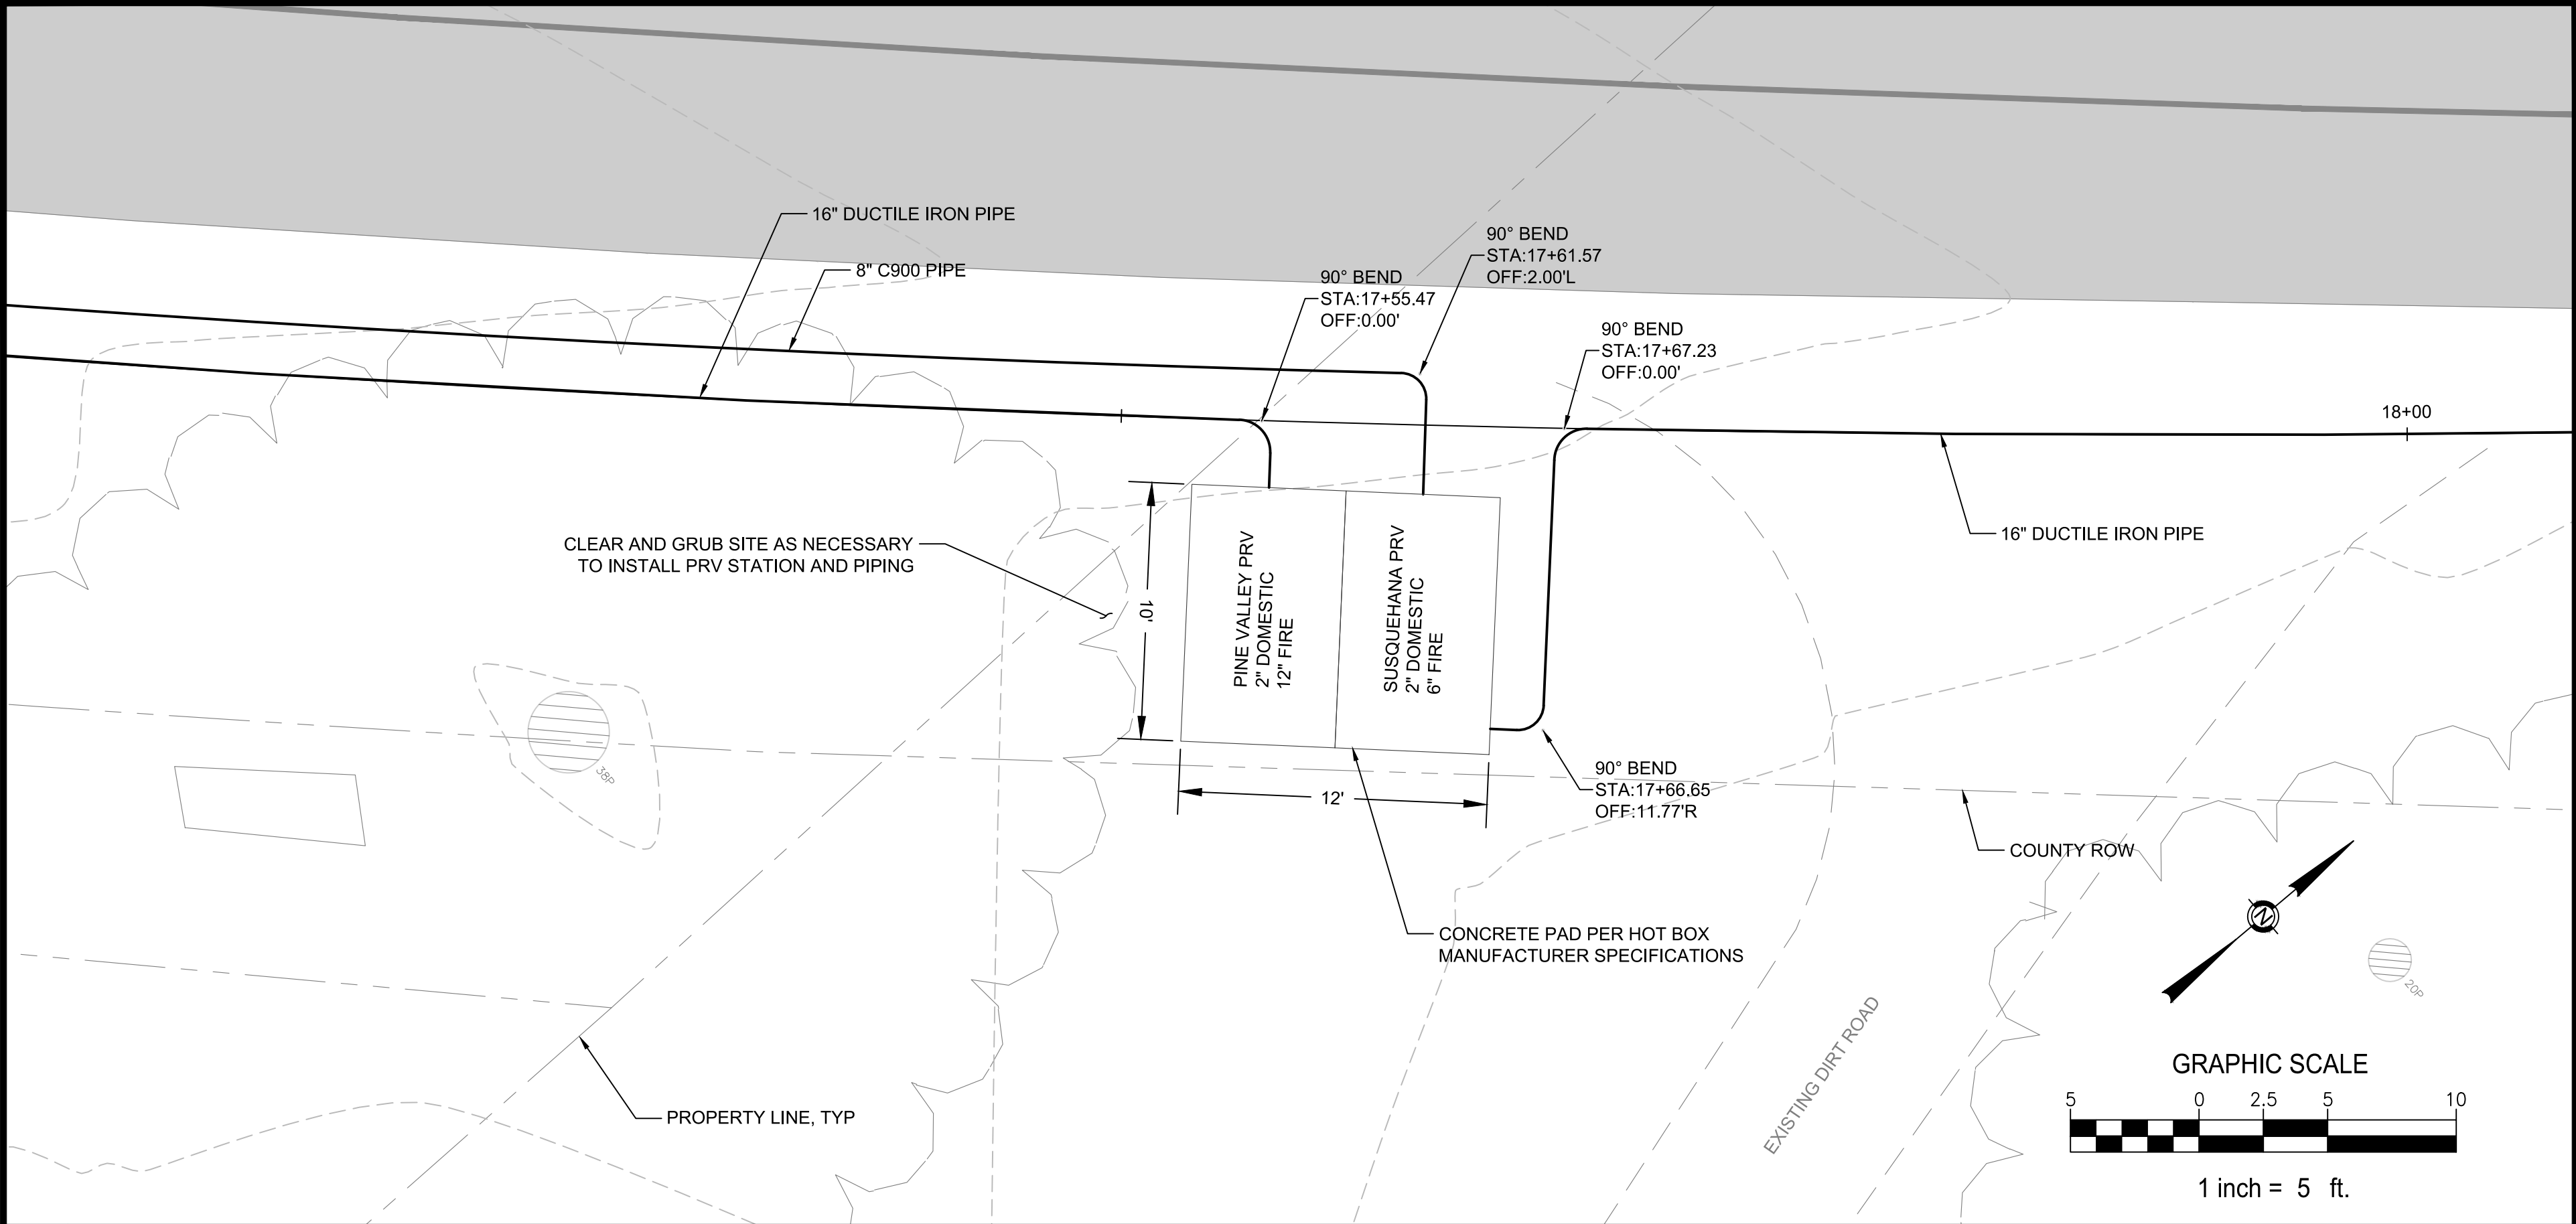 16" DUCTILE IRON PIPE
8" C900 PIPE
90° BEND
STA:17+55.47
OFF:0.00'
90° BEND
STA:17+61.57
OFF:2.00'L
90° BEND
STA:17+67.23
OFF:0.00'
18+00
16" DUCTILE IRON PIPE
CLEAR AND GRUB SITE AS NECESSARY
TO INSTALL PRV STATION AND PIPING
10'
PINE VALLEY PRV
2" DOMESTIC
12" FIRE
SUSQUEHANA PRV
2" DOMESTIC
6" FIRE
12'
90° BEND
STA:17+66.65
OFF:11.77'R
38P
COUNTY ROW
CONCRETE PAD PER HOT BOX
MANUFACTURER SPECIFICATIONS
N
20P
EXISTING DIRT ROAD
PROPERTY LINE, TYP
GRAPHIC SCALE
5 0 2.5 5 10
1 inch = 5 ft.